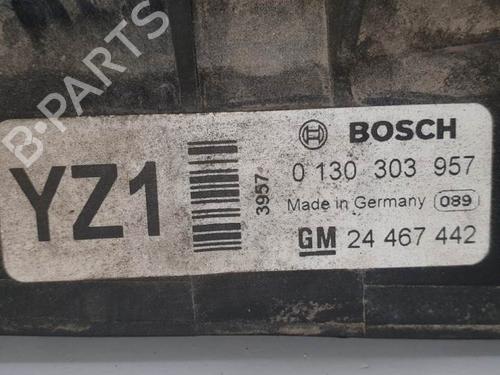 B-PARTS
YZ1
3957
BOSCH
0 130 303 957
Made in Germany 089
GM 24 467 442